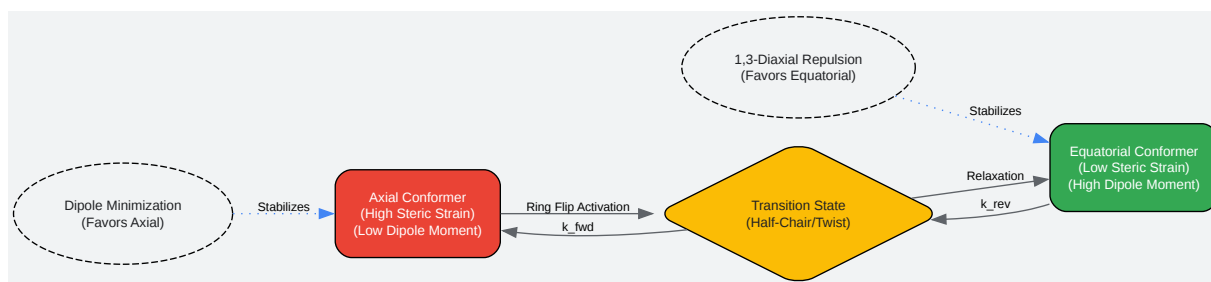 1,3-Diaxial Repulsion
(Favors Equatorial)
Stabilizes
Equatorial Conformer
(Low Steric Strain)
(High Dipole Moment)
Dipole Minimization
(Favors Axial)
Stabilizes
Axial Conformer
(High Steric Strain)
(Low Dipole Moment)
Ring Flip Activation
k_fwd
Transition State
(Half-Chair/Twist)
Relaxation
k_rev